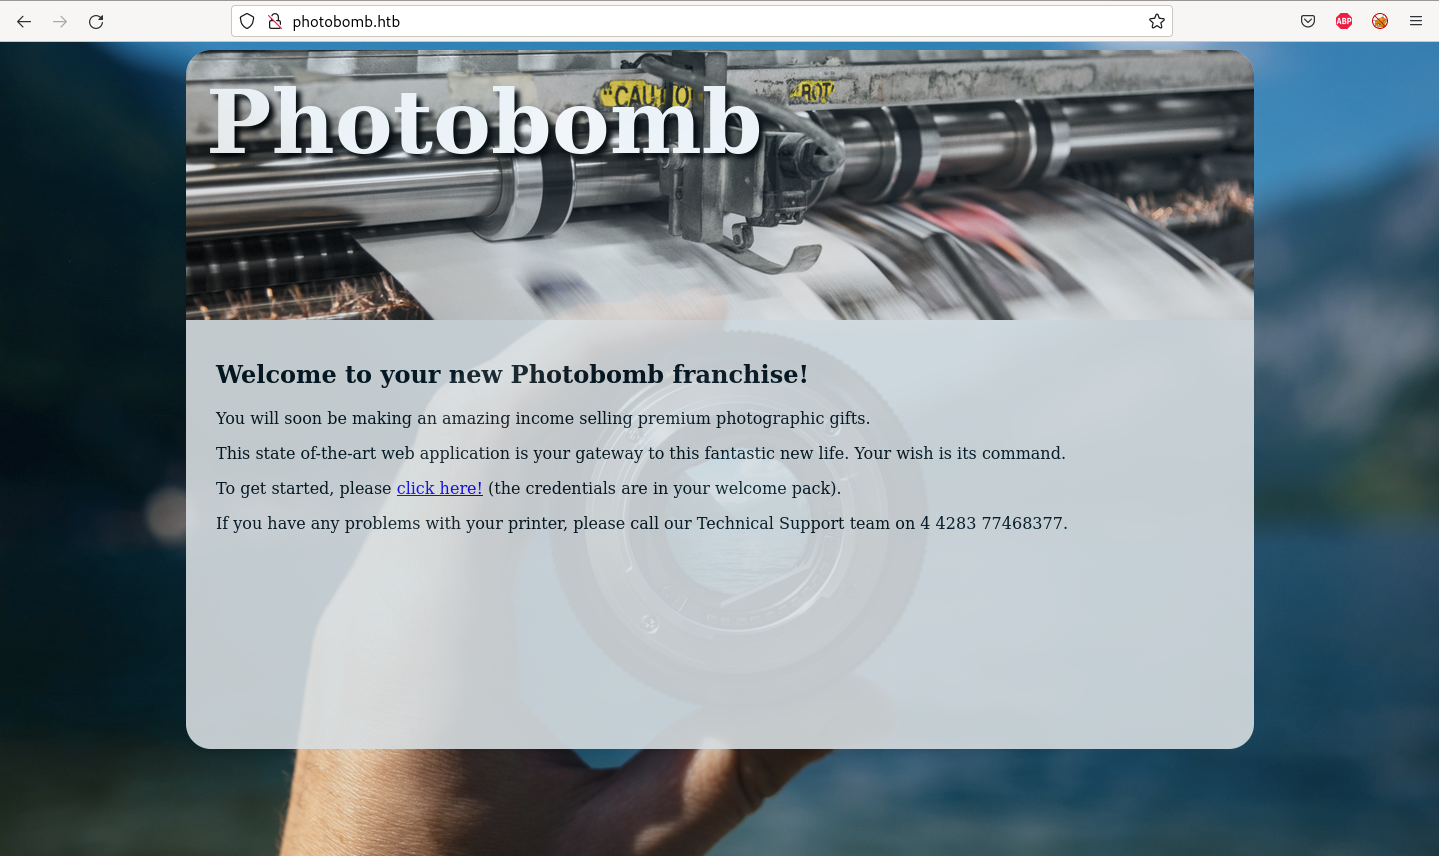 photobomb.htb
ABP
"CAUTIO
ROT
Photobomb
Welcome to your new Photobomb franchise!
You will soon be making an amazing income selling premium photographic gifts.
This state of-the-art web application is your gateway to this fantastic new life. Your wish is its command.
To get started, please click here! (the credentials are in your welcome pack).
If you have any problems with your printer, please call our Technical Support team on 4 4283 77468377.